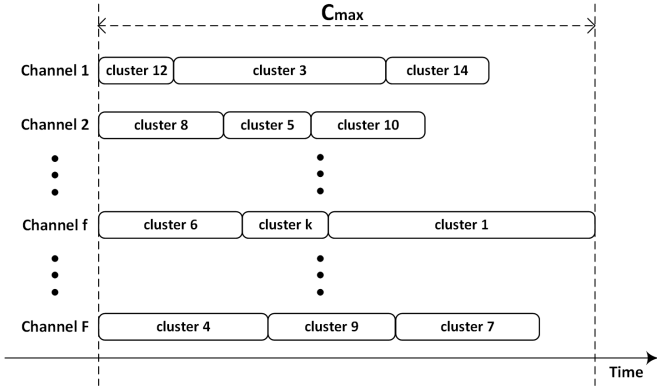 Cmax
Channel 1 cluster 12 cluster 3 cluster 14
Channel 2 cluster 8 cluster 5 cluster 10
Channel f cluster 6 cluster k cluster 1
Channel F cluster 4 cluster 9 cluster 7
Time